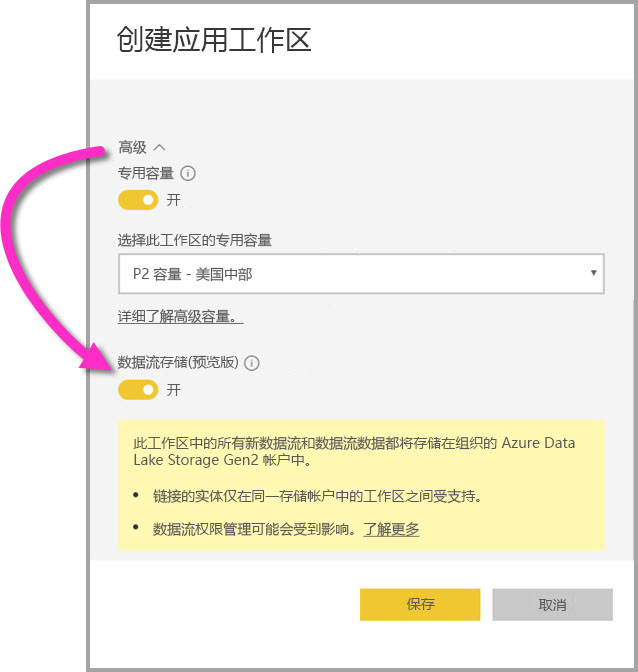 创建应用工作区
高级
专用容量
开
选择此工作区的专用容量
P2 容量 - 美国中部
详细了解高级容量。
数据流存储(预览版)
开
此工作区中的所有新数据流和数据流数据都将存储在组织的 Azure Data
Lake Storage Gen2 帐户中。
• 链接的实体仅在同一存储帐户中的工作区之间受支持。
• 数据流权限管理可能会受到影响。了解更多
保存
取消